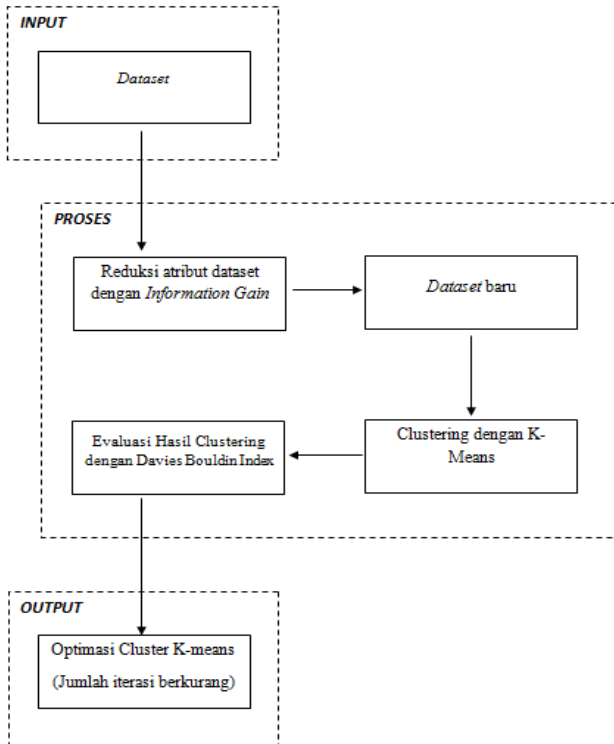 INPUT
Dataset
PROSES
Reduksi atribut dataset
dengan Information Gain
Dataset baru
Clustering dengan K-
Means
Evaluasi Hasil Clustering
dengan Davies Bouldin Index
OUTPUT
Optimasi Cluster K-means
(Jumlah iterasi berkurang)